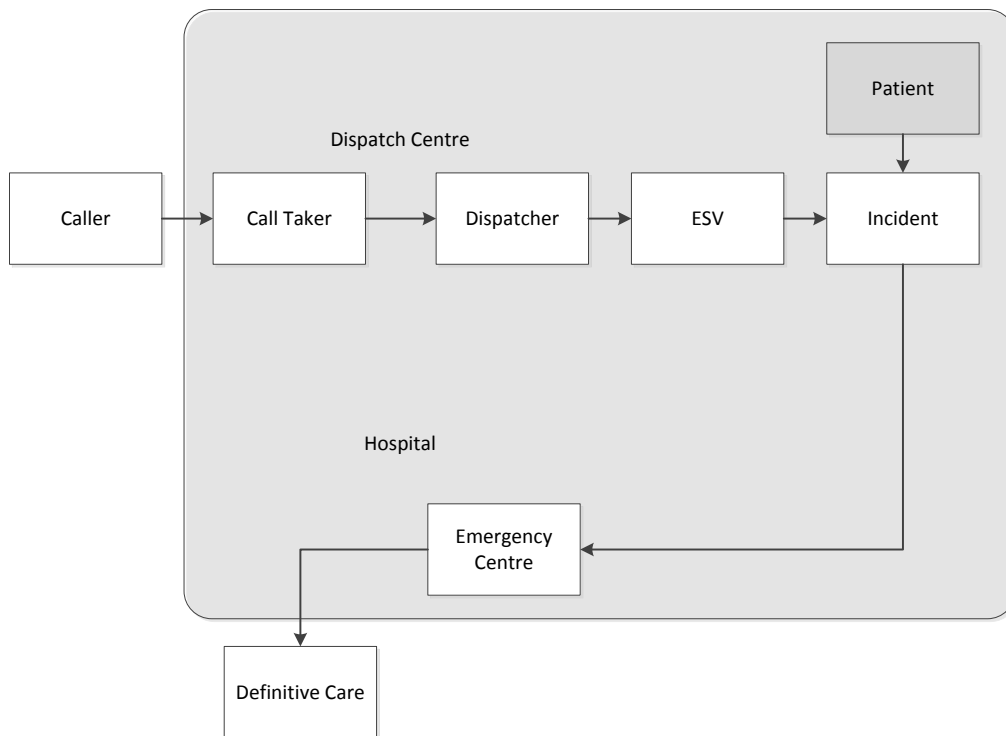 Patient
Dispatch Centre
Caller
Call Taker
Dispatcher
ESV
Incident
Hospital
Emergency
Centre
Definitive Care